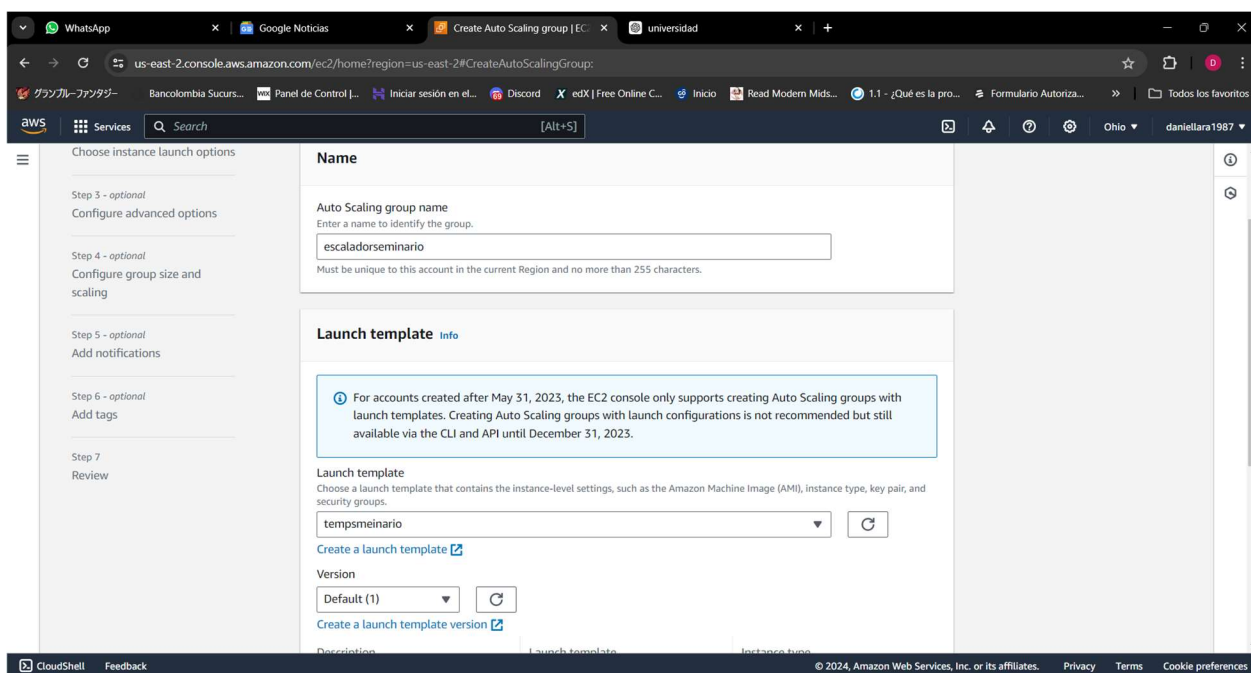 WhatsApp
Google Noticias
Create Auto Scaling group | EC
universidad
us-east-2.console.aws.amazon.com/ec2/home?region=us-east-2#CreateAutoScalingGroup:
D
グランブルーファンタジー
Bancolombia Sucurs...
WIX Panel de Control |...
Iniciar sesión en el...
Discord
edX | Free Online C...
Inicio
Read Modern Mids...
1.1 - ¿Qué es la pro...
Formulario Autoriza...
»
Todos los favoritos
aws
Services
Search
[Alt+S]
Ohio
daniellara1987
Choose instance launch options
Step 3 - optional
Configure advanced options
Step 4 - optional
Configure group size and
scaling
Step 5 - optional
Add notifications
Step 6 - optional
Add tags
Step 7
Review
Name
Auto Scaling group name
Enter a name to identify the group.
escaladorseminario
Must be unique to this account in the current Region and no more than 255 characters.
Launch template Info
For accounts created after May 31, 2023, the EC2 console only supports creating Auto Scaling groups with
launch templates. Creating Auto Scaling groups with launch configurations is not recommended but still
available via the CLI and API until December 31, 2023.
Launch template
Choose a launch template that contains the instance-level settings, such as the Amazon Machine Image (AMI), instance type, key pair, and
security groups.
tempsmeinario
Create a launch template
Version
Default (1)
Create a launch template version
Description
Launch template
Instance type
CloudShell
Feedback
© 2024, Amazon Web Services, Inc. or its affiliates.
Privacy
Terms
Cookie preferences